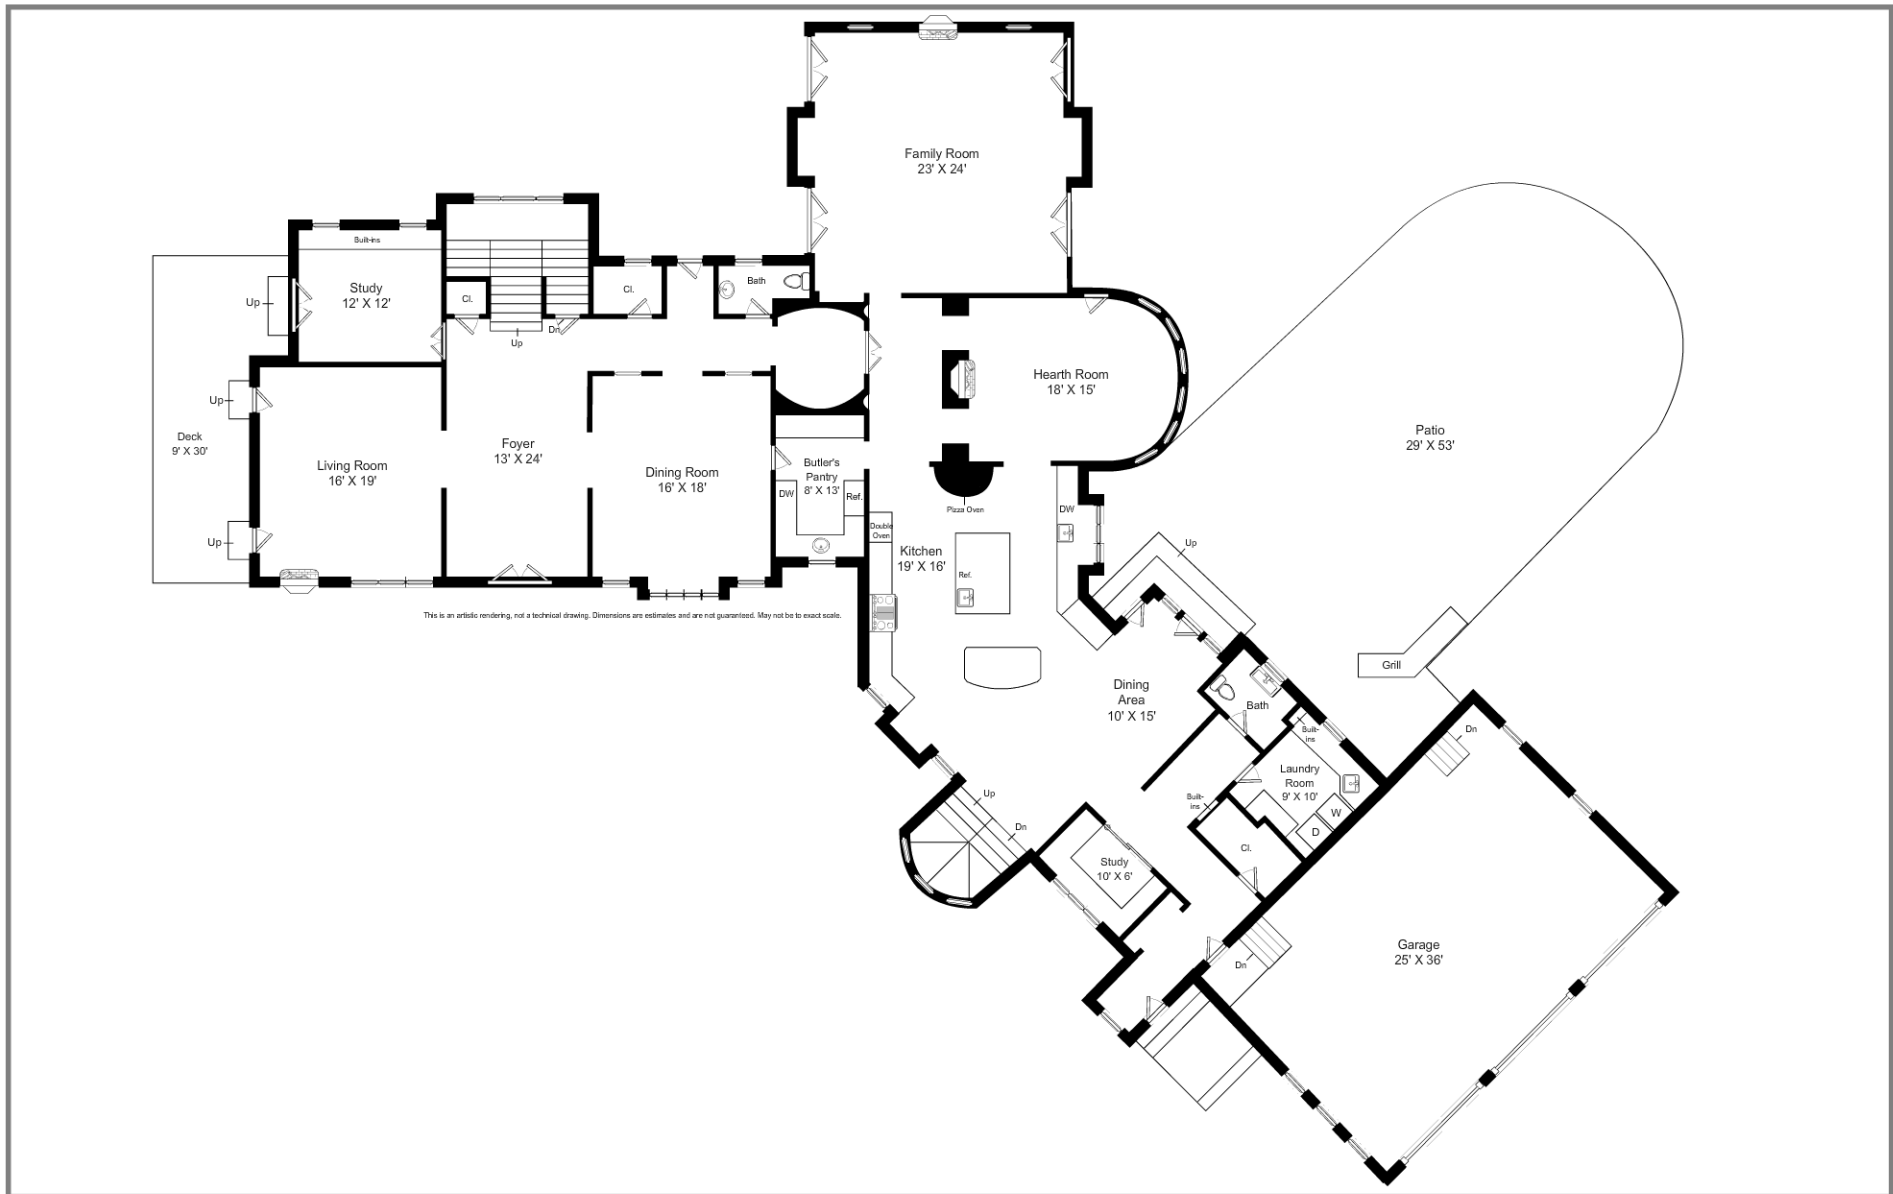 Family Room
23' X 24'
Built-ins
Study
12' X 12'
Up
Cl.
Up
Dn
Cl.
Bath
Hearth Room
18' X 15'
Up
Deck
9' X 30'
Up
Living Room
16' X 19'
Foyer
13' X 24'
Dining Room
16' X 18'
Butler's
Pantry
8' X 13'
DW
Ref.
Pizza Oven
Double
Oven
Kitchen
19' X 16'
Ref.
DW
Up
Patio
29' X 53'
This is an artistic rendering, not a technical drawing. Dimensions are estimates and are not guaranteed. May not be to exact scale.
Grill
Dining
Area
10' X 15'
Bath
Built-
ins
Laundry
Room
9' X 10'
W
D
Built-
ins
Cl.
Dn
Up
Dn
Study
10' X 6'
Dn
Garage
25' X 36'